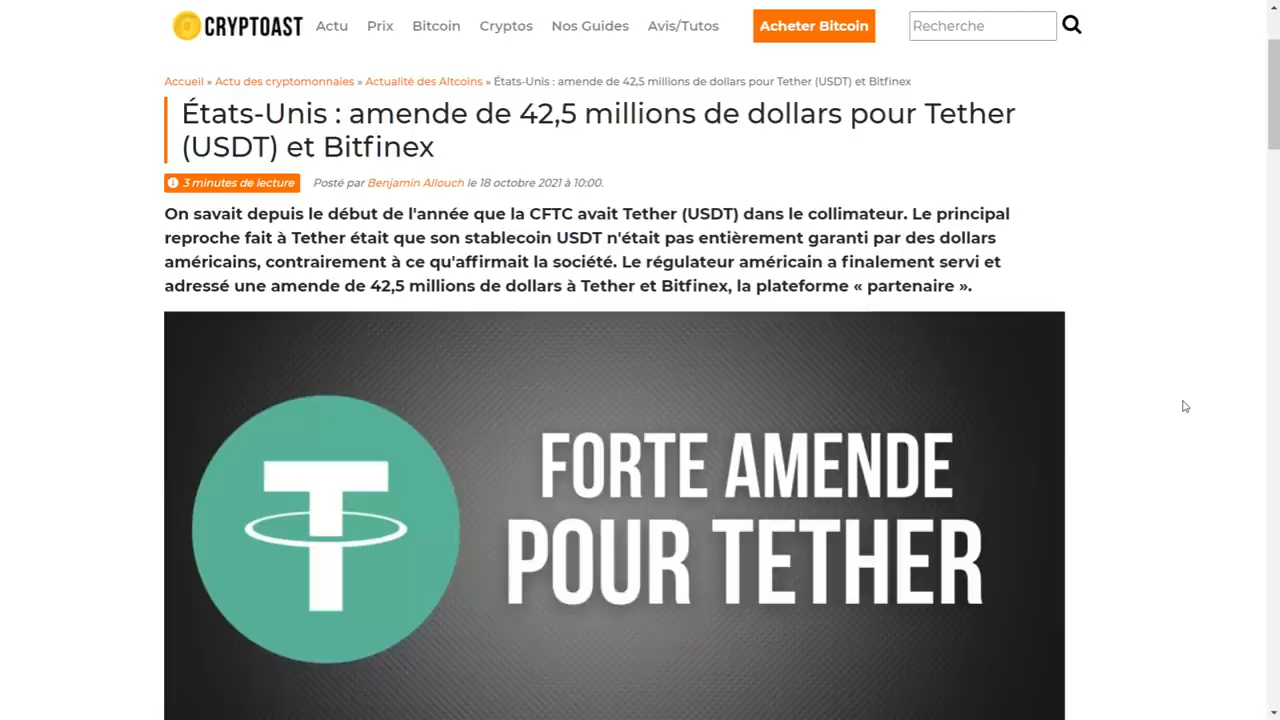 CRYPTOAST Actu Prix Bitcoin Cryptos Nos Guides Avis/Tutos Acheter Bitcoin Recherche
Accueil » Actu des cryptomonnaies » Actualité des Altcoins » États-Unis : amende de 42,5 millions de dollars pour Tether (USDT) et Bitfinex
États-Unis : amende de 42,5 millions de dollars pour Tether
(USDT) et Bitfinex
3 minutes de lecture Posté par Benjamin Allouch le 18 octobre 2021 à 10:00.
On savait depuis le début de l'année que la CFTC avait Tether (USDT) dans le collimateur. Le principal
reproche fait à Tether était que son stablecoin USDT n'était pas entièrement garanti par des dollars
américains, contrairement à ce qu'affirmait la société. Le régulateur américain a finalement servi et
adressé une amende de 42,5 millions de dollars à Tether et Bitfinex, la plateforme « partenaire ».
FORTE AMENDE
POUR TETHER